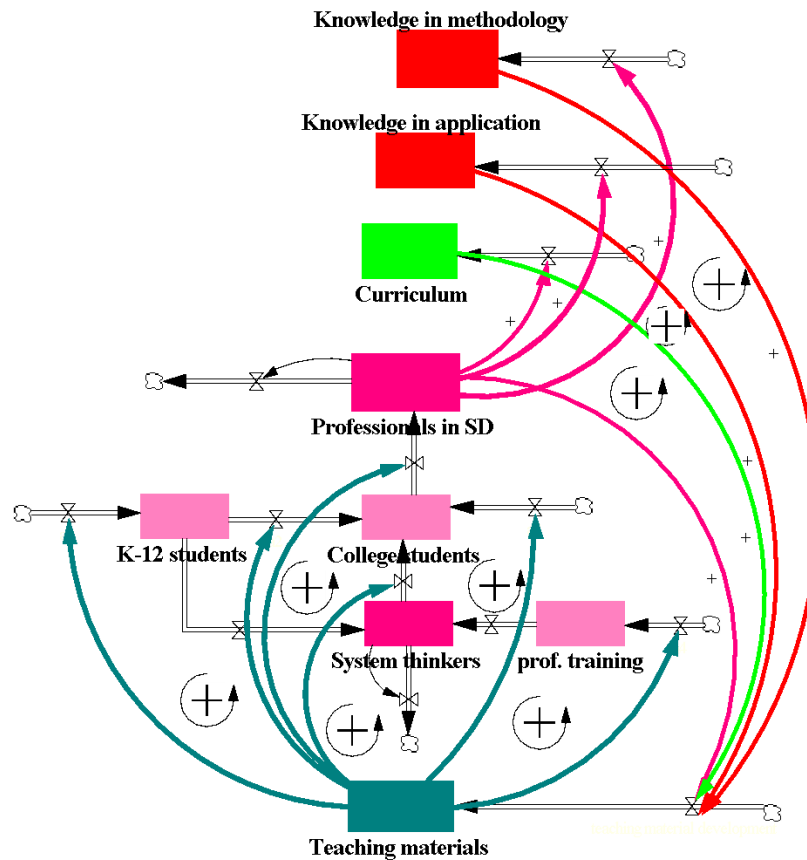 Knowledge in methodology
Knowledge in application
+
Curriculum
+
+
+
Professionals in SD
+
+
K-12 students
College students
+
System thinkers
prof. training
Teaching materials